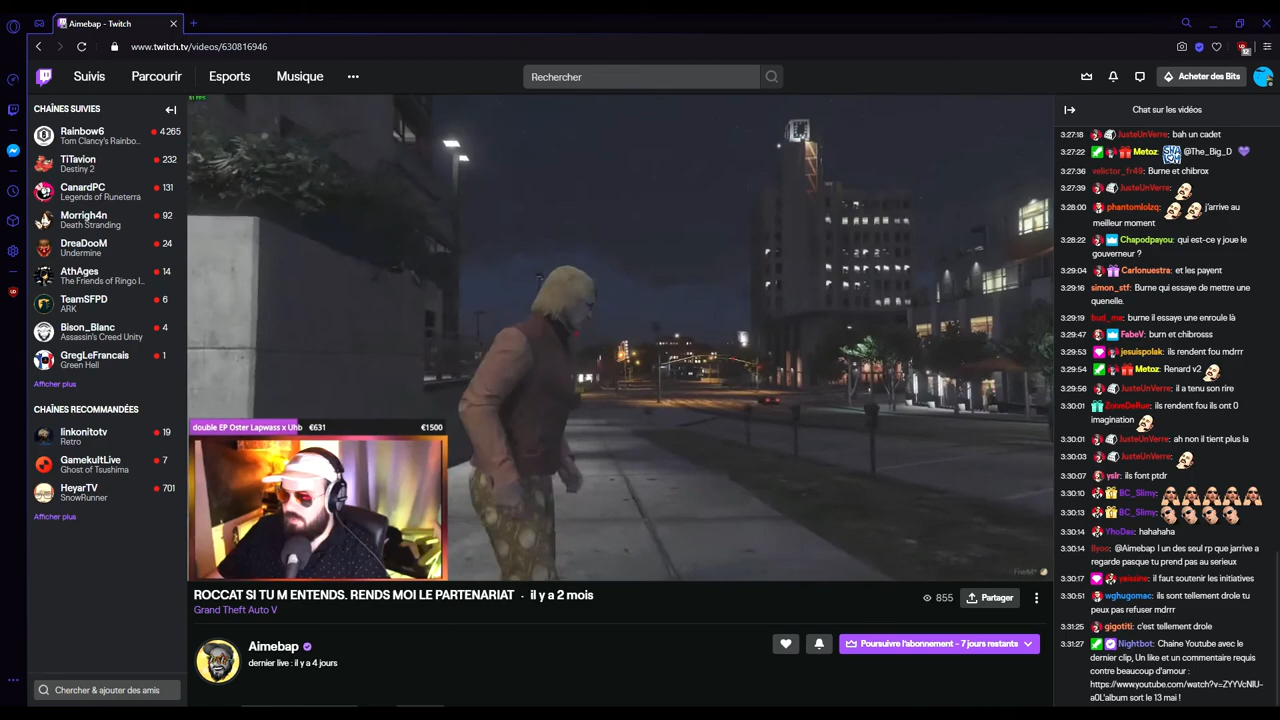 Aimebap - Twitch
www.twitch.tv/videos/630816946
12
Suivis
Parcourir
Esports
Musique
Rechercher
Acheter des Bits
CHAÎNES SUIVIES
Rainbow6
4 265
Tom Clancy's Rainbo...
TiTavion
232
Destiny 2
CanardPC
131
Legends of Runeterra
Morrigh4n
92
Death Stranding
DreaDooM
24
Undermine
AthAges
14
The Friends of Ringo I...
TeamSFPD
6
ARK
Bison_Blanc
4
Assassin's Creed Unity
GregLeFrancais
1
Green Hell
Afficher plus
CHAÎNES RECOMMANDÉES
linkonitotv
19
Retro
GamekultLive
7
Ghost of Tsushima
HeyarTV
701
SnowRunner
Afficher plus
Chercher & ajouter des amis
51 FPS
double EP Oster Lapwass x Uhb €631 €1500
FiveM
ROCCAT SI TU M ENTENDS. RENDS MOI LE PARTENARIAT · il y a 2 mois
Grand Theft Auto V
855
Partager
Aimebap
dernier live : il y a 4 jours
Poursuivre l'abonnement - 7 jours restants
Chat sur les vidéos
3:27:18 JusteUnVerre: bah un cadet
3:27:22 Metoz: @The_Big_D
3:27:36 velictor_fr49: Burne et chibrox
3:27:39 JusteUnVerre:
3:28:00 phantomlolzq: j'arrive au
meilleur moment
3:28:22 Chapodpayou: qui est-ce y joue le
gouverneur ?
3:29:04 Carlonuestra: et les payent
3:29:16 simon_stf: Burne qui essaye de mettre une
quenelle.
3:29:19 bud_me: burne il essaye une enroule là
3:29:47 FabeV: burn et chibrosss
3:29:53 jesuispolak: ils rendent fou mdrrr
3:29:54 Metoz: Renard v2
3:29:56 JusteUnVerre: il a tenu son rire
3:30:01 ZoivreDeRue: ils rendent fou ils ont 0
imagination
3:30:01 JusteUnVerre: ah non il tient plus la
3:30:03 JusteUnVerre:
3:30:07 yslr: ils font ptdr
3:30:10 BC_Slimy:
3:30:13 BC_Slimy:
3:30:14 YhoDas: hahahaha
3:30:14 llyoo: @Aimebap l un des seul rp que jarrive a
regarde pasque tu prend pas au serieux
3:30:17 yaissine: il faut soutenir les initiatives
3:30:51 wghugomac: ils sont tellement drole tu
peux pas refuser mdrrr
3:31:25 gigotiti: c'est tellement drole
3:31:27 Nightbot: Chaine Youtube avec le
dernier clip, Un like et un commentaire requis
contre beaucoup d'amour :
https://www.youtube.com/watch?v=ZYYVcNIU-
a0L'album sort le 13 mai !